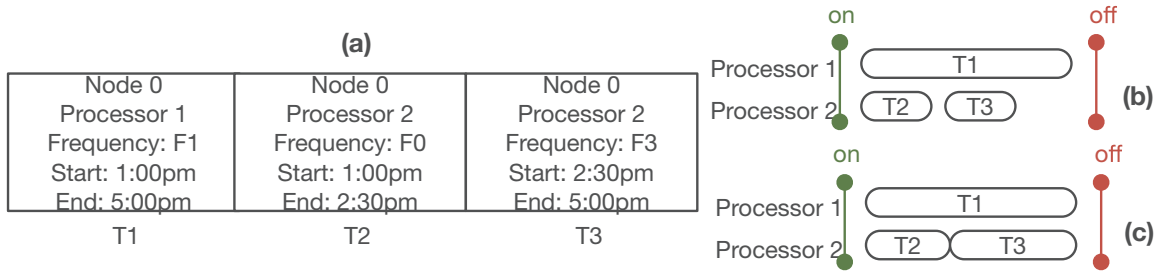 (a)
Node 0
Processor 1
Frequency: F1
Start: 1:00pm
End: 5:00pm
T1
Node 0
Processor 2
Frequency: F0
Start: 1:00pm
End: 2:30pm
T2
Node 0
Processor 2
Frequency: F3
Start: 2:30pm
End: 5:00pm
T3
on
off
Processor 1
T1
Processor 2
T2
T3
(b)
on
off
Processor 1
T1
Processor 2
T2
T3
(c)